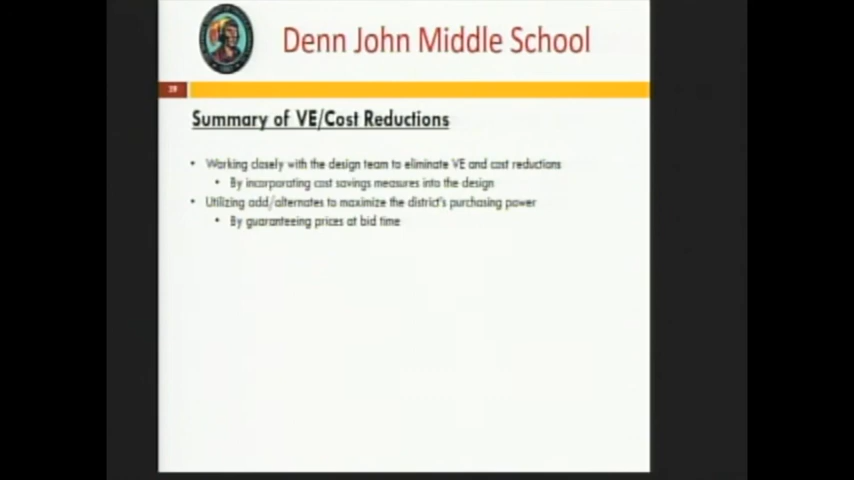 Denn John Middle School
39
Summary of VE/Cost Reductions
• Working closely with the design team to eliminate VE and cost reductions
• By incorporating cost savings measures into the design
• Utilizing add/alternates to maximize the district's purchasing power
• By guaranteeing prices at bid time